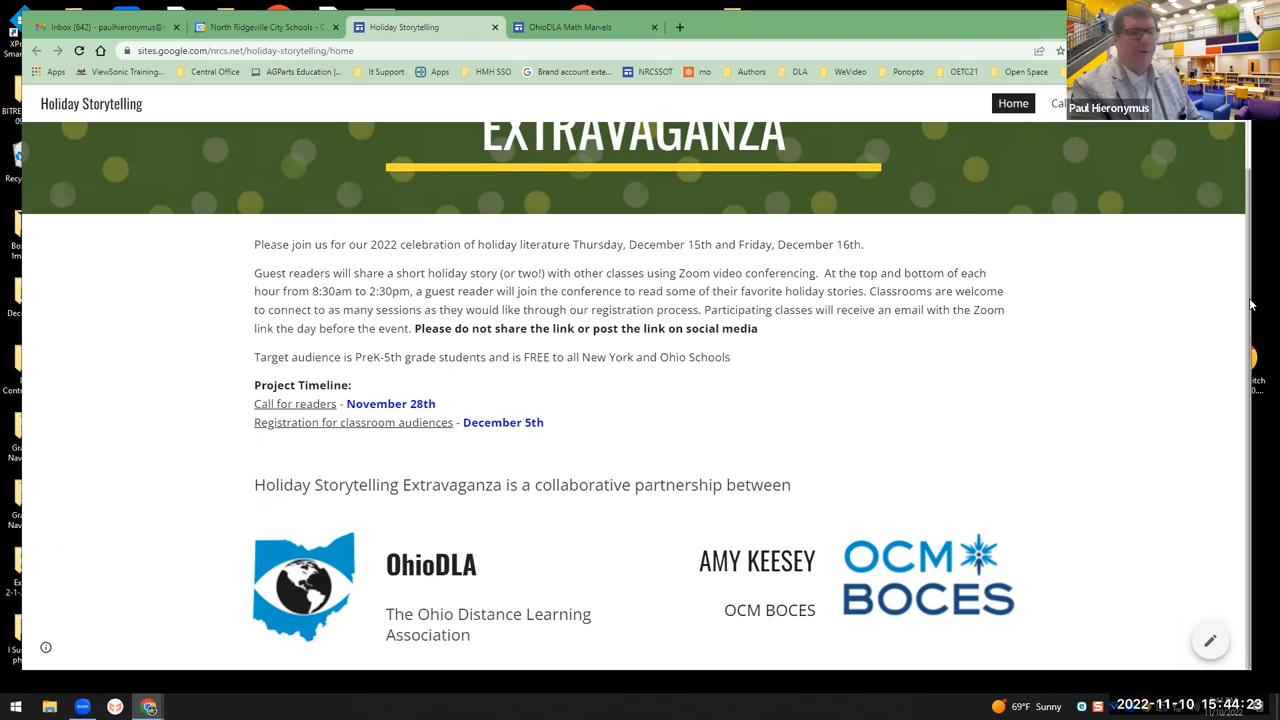 Inbox (642) - paulhieronymus@
North Ridgeville City Schools - C
Holiday Storytelling
OhioDLA Math Marvels
sites.google.com/nrcs.net/holiday-storytelling/home
Apps
ViewSonic Training...
Central Office
AGParts Education |...
It Support
Apps
HMH SSO
Brand account exte...
NRCSSOT
mo
Authors
DLA
WeVideo
Ponopto
OETC21
Open Space
Holiday Storytelling
Home
Cal
Paul Hieronymus
EXTRAVAGANZA
Please join us for our 2022 celebration of holiday literature Thursday, December 15th and Friday, December 16th.
Guest readers will share a short holiday story (or two!) with other classes using Zoom video conferencing. At the top and bottom of each
hour from 8:30am to 2:30pm, a guest reader will join the conference to read some of their favorite holiday stories. Classrooms are welcome
to connect to as many sessions as they would like through our registration process. Participating classes will receive an email with the Zoom
link the day before the event. Please do not share the link or post the link on social media
Target audience is PreK-5th grade students and is FREE to all New York and Ohio Schools
Project Timeline:
Call for readers - November 28th
Registration for classroom audiences - December 5th
Holiday Storytelling Extravaganza is a collaborative partnership between
OhioDLA
The Ohio Distance Learning
Association
AMY KEESEY
OCM BOCES
OCM
BOCES
69°F Sunny
2022-11-10 15:44:23